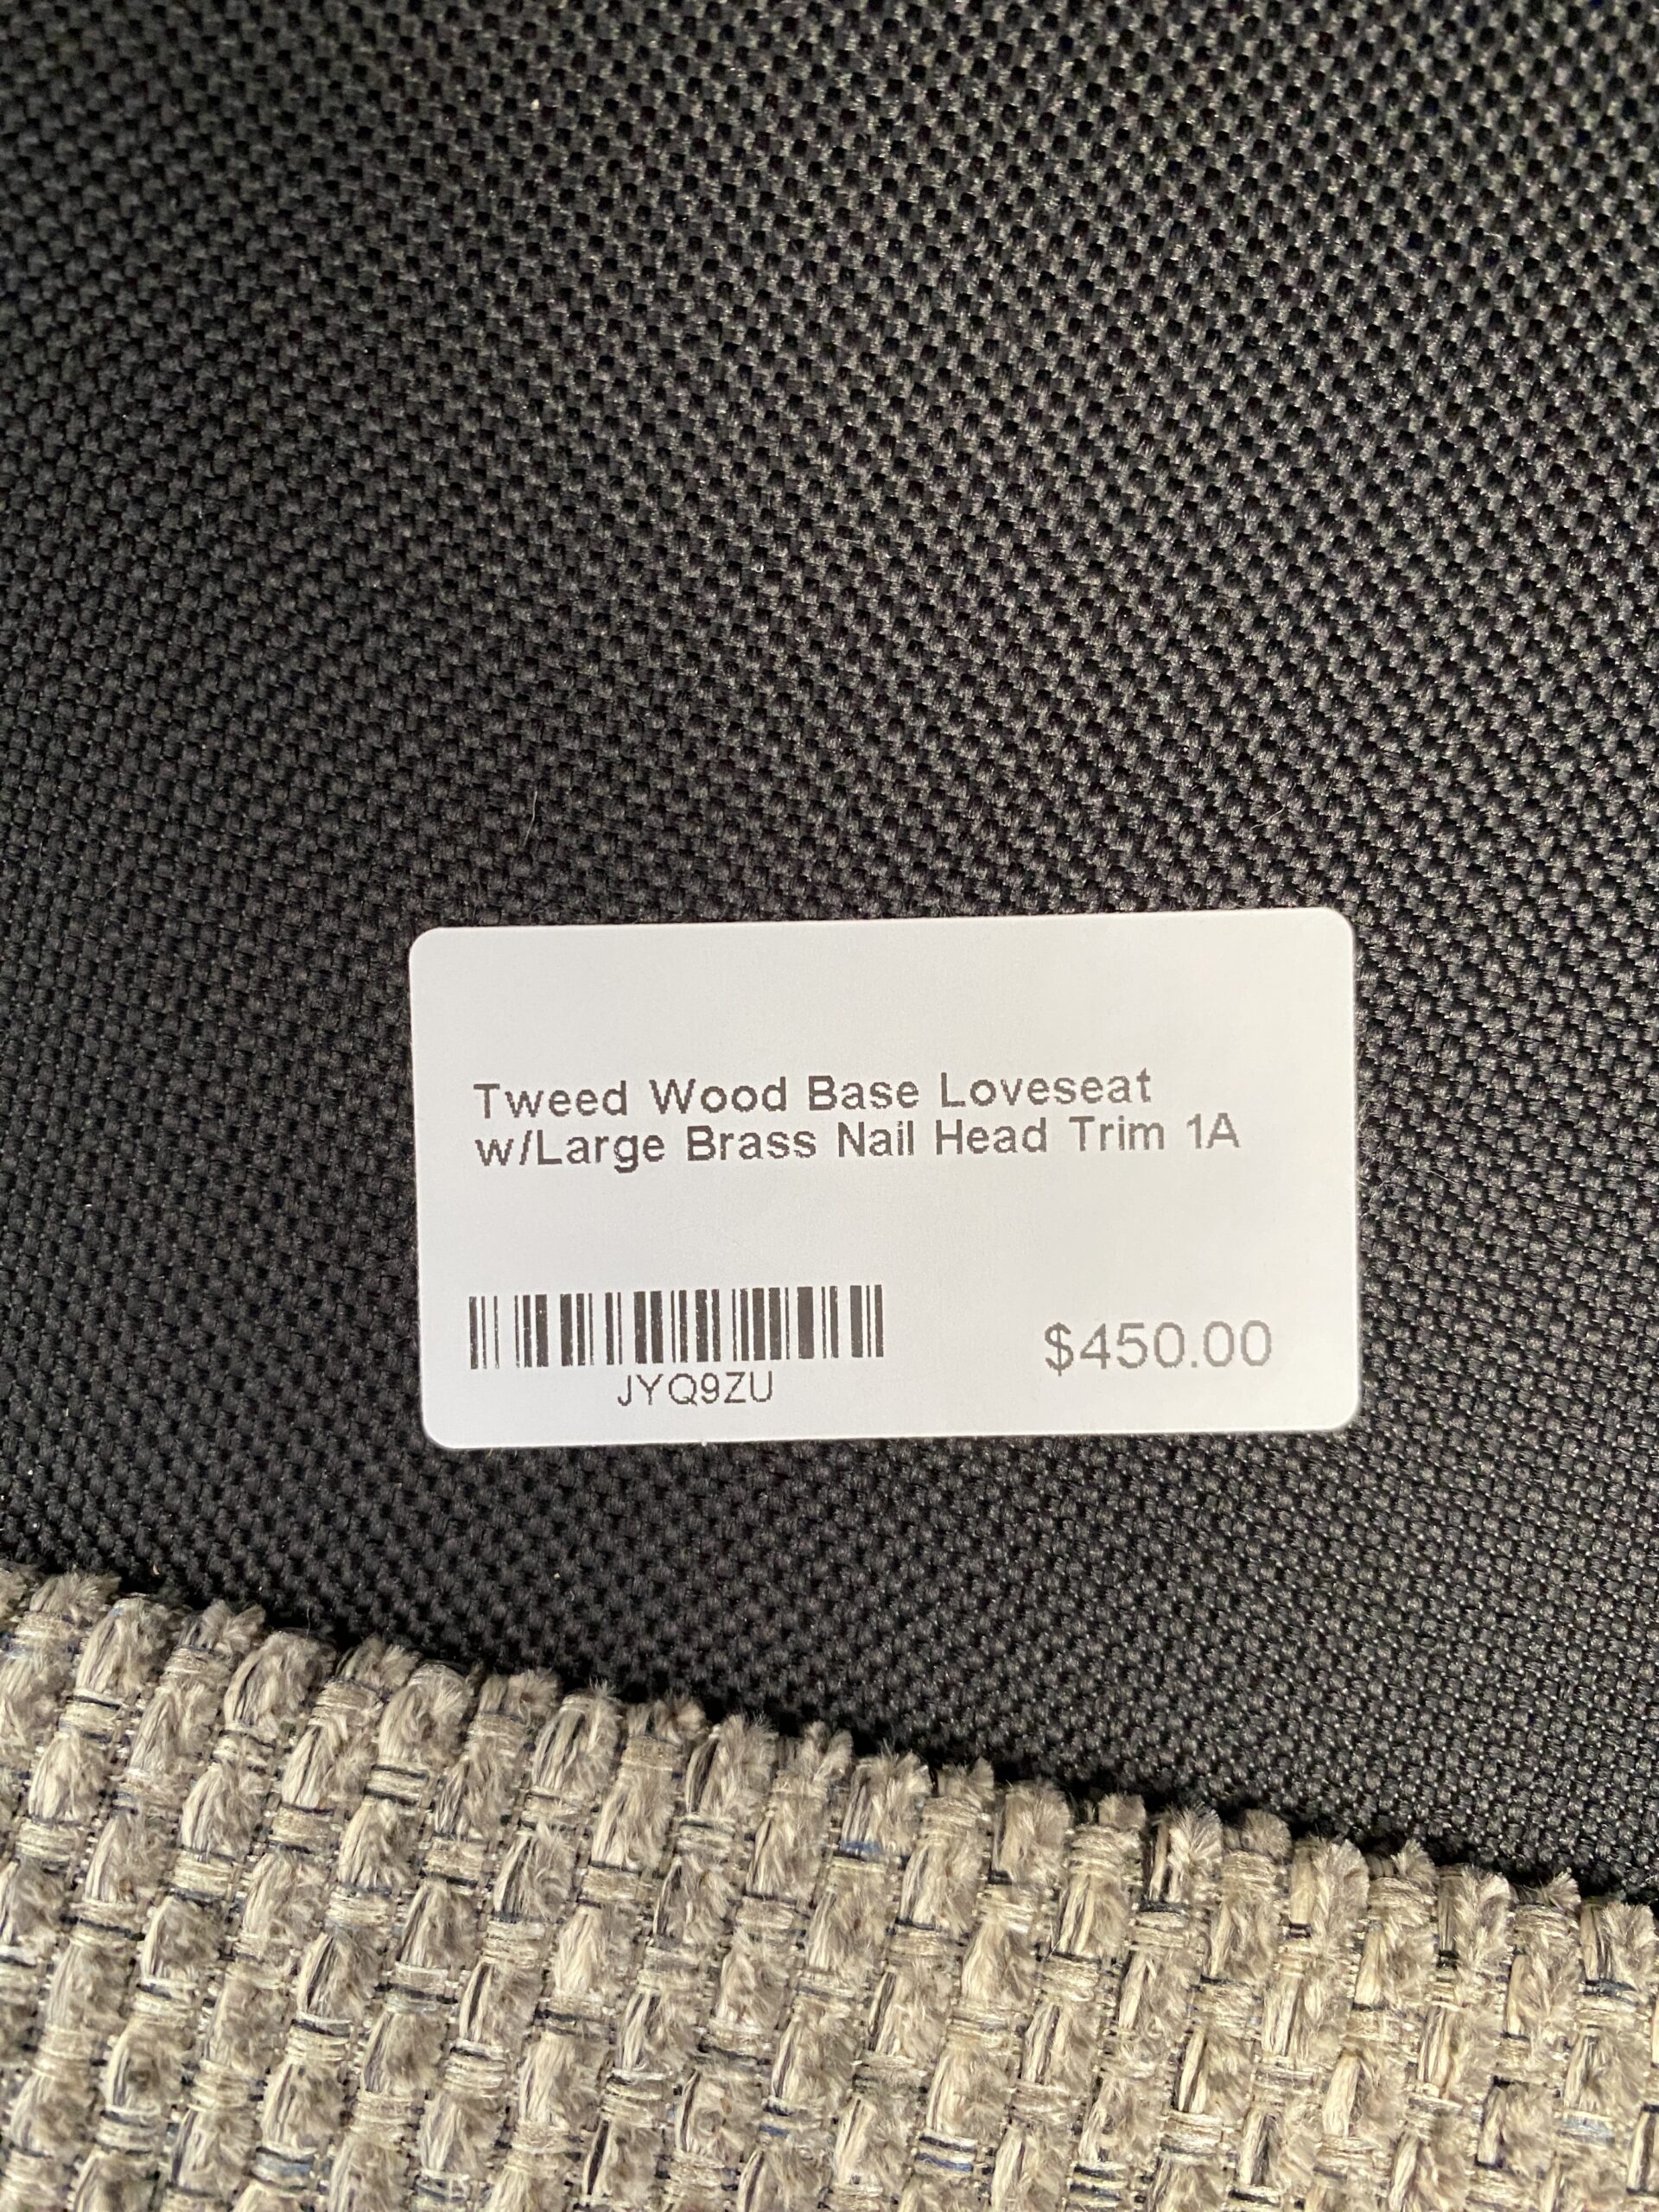 Tweed Wood Base Loveseat
w/Large Brass Nail Head Trim 1A
JYQ9ZU
$450.00